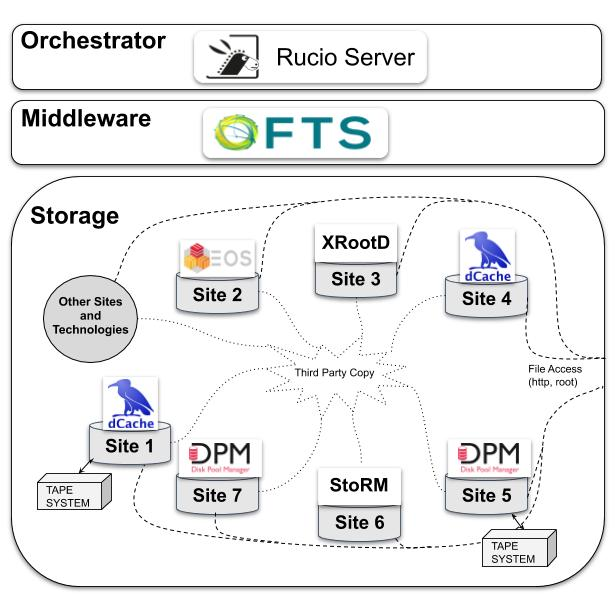 Orchestrator
Rucio Server
Middleware
FTS
Storage
EOS
Site 2
XRootD
Site 3
dCache
Site 4
Other Sites
and
Technologies
Third Party Copy
File Access
(http, root)
dCache
Site 1
TAPE
SYSTEM
DPM
Disk Pool Manager
Site 7
StoRM
Site 6
DPM
Disk Pool Manager
Site 5
TAPE
SYSTEM